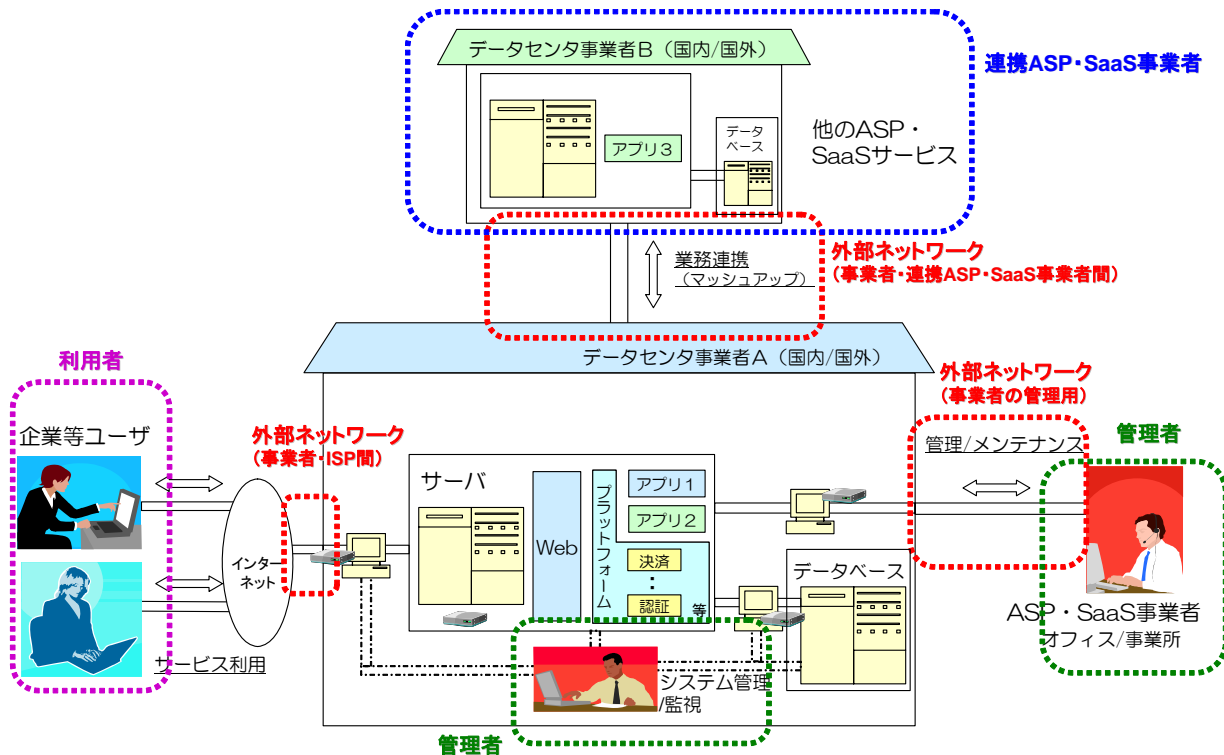 データセンタ事業者B（国内/国外）
連携ASP・SaaS事業者
データ
ベース
アプリ3
他のASP・
SaaSサービス
業務連携
（マッシュアップ）
外部ネットワーク
（事業者・連携ASP・SaaS事業者間）
データセンタ事業者A（国内/国外）
利用者
企業等ユーザ
外部ネットワーク
（事業者・ISP間）
インター
ネット
サービス利用
サーバ
Web
プラットフォーム
アプリ1
アプリ2
決済
：
認証
等
データベース
システム管理
/監視
管理者
外部ネットワーク
（事業者の管理用）
管理/メンテナンス
管理者
ASP・SaaS事業者
オフィス/事業所